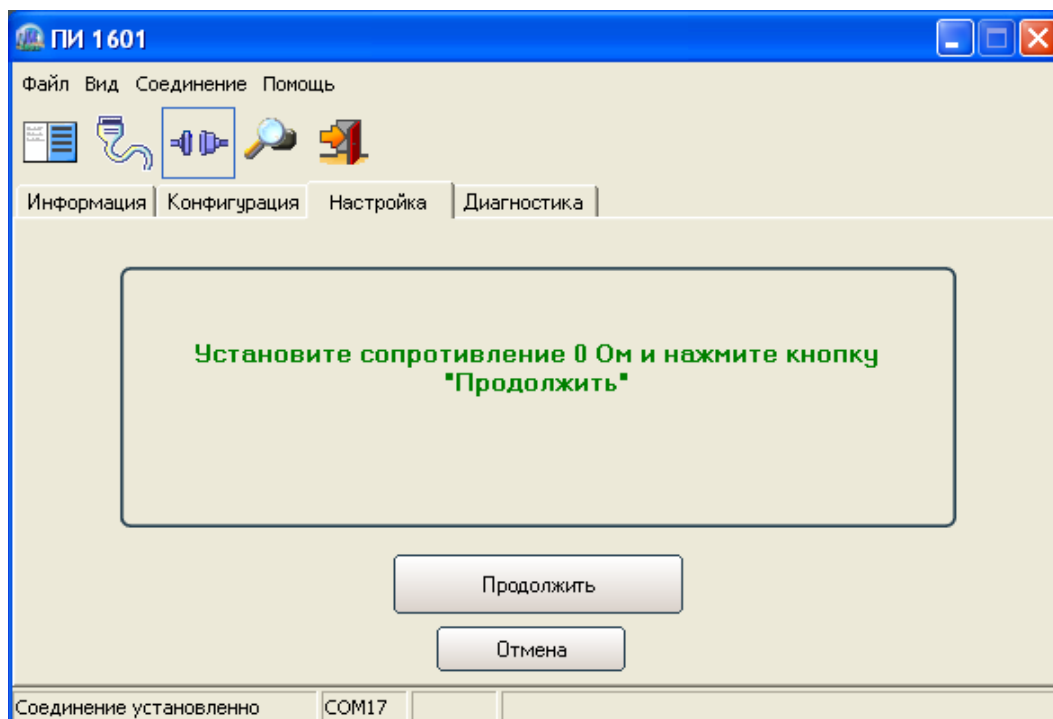 ПИ 1601
Файл Вид Соединение Помощь
Информация Конфигурация Настройка Диагностика
Установите сопротивление 0 Ом и нажмите кнопку
"Продолжить"
Продолжить
Отмена
Соединение установленно COM17